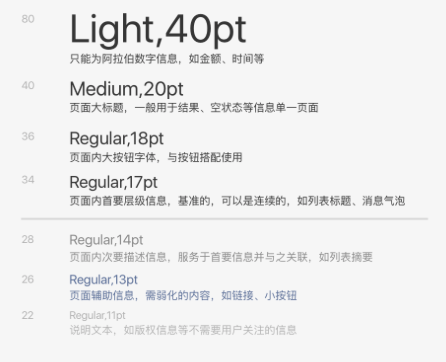 80
Light,40pt
只能为阿拉伯数字信息，如金额、时间等
40
Medium,20pt
页面大标题，一般用于结果、空状态等信息单一页面
36
Regular,18pt
页面内大按钮字体，与按钮搭配使用
34
Regular,17pt
页面内首要层级信息，基准的，可以是连续的，如列表标题、消息气泡
28
Regular,14pt
页面内次要描述信息，服务于首要信息并与之关联，如列表摘要
26
Regular,13pt
页面辅助信息，需弱化的内容，如链接、小按钮
22
Regular,11pt
说明文本，如版权信息等不需要用户关注的信息